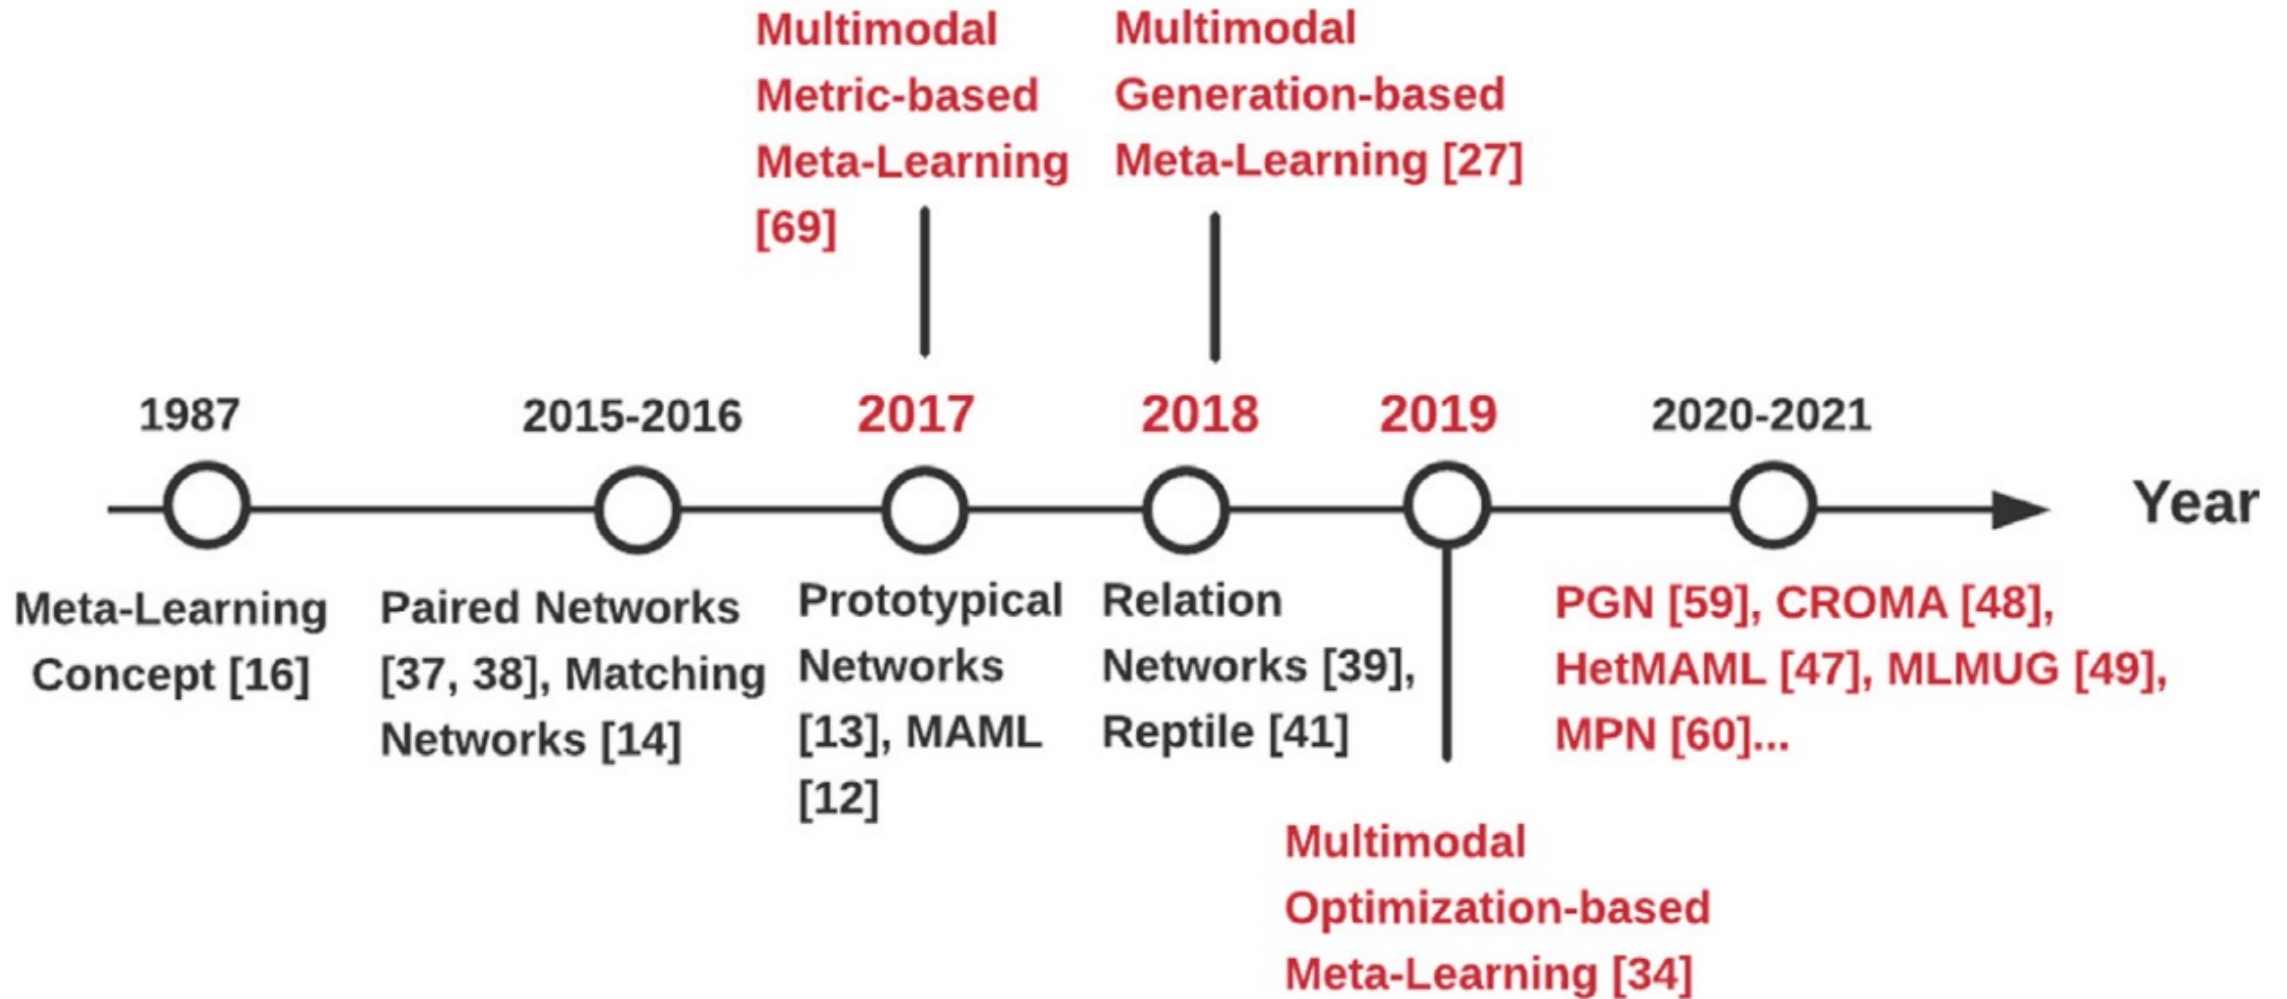 Multimodal
Metric-based
Meta-Learning
[69]
Multimodal
Generation-based
Meta-Learning [27]
1987
2015-2016
2017
2018
2019
2020-2021
Year
Meta-Learning
Concept [16]
Paired Networks
[37, 38], Matching
Networks [14]
Prototypical
Networks
[13], MAML
[12]
Relation
Networks [39],
Reptile [41]
PGN [59], CROMA [48],
HetMAML [47], MLMUG [49],
MPN [60]...
Multimodal
Optimization-based
Meta-Learning [34]